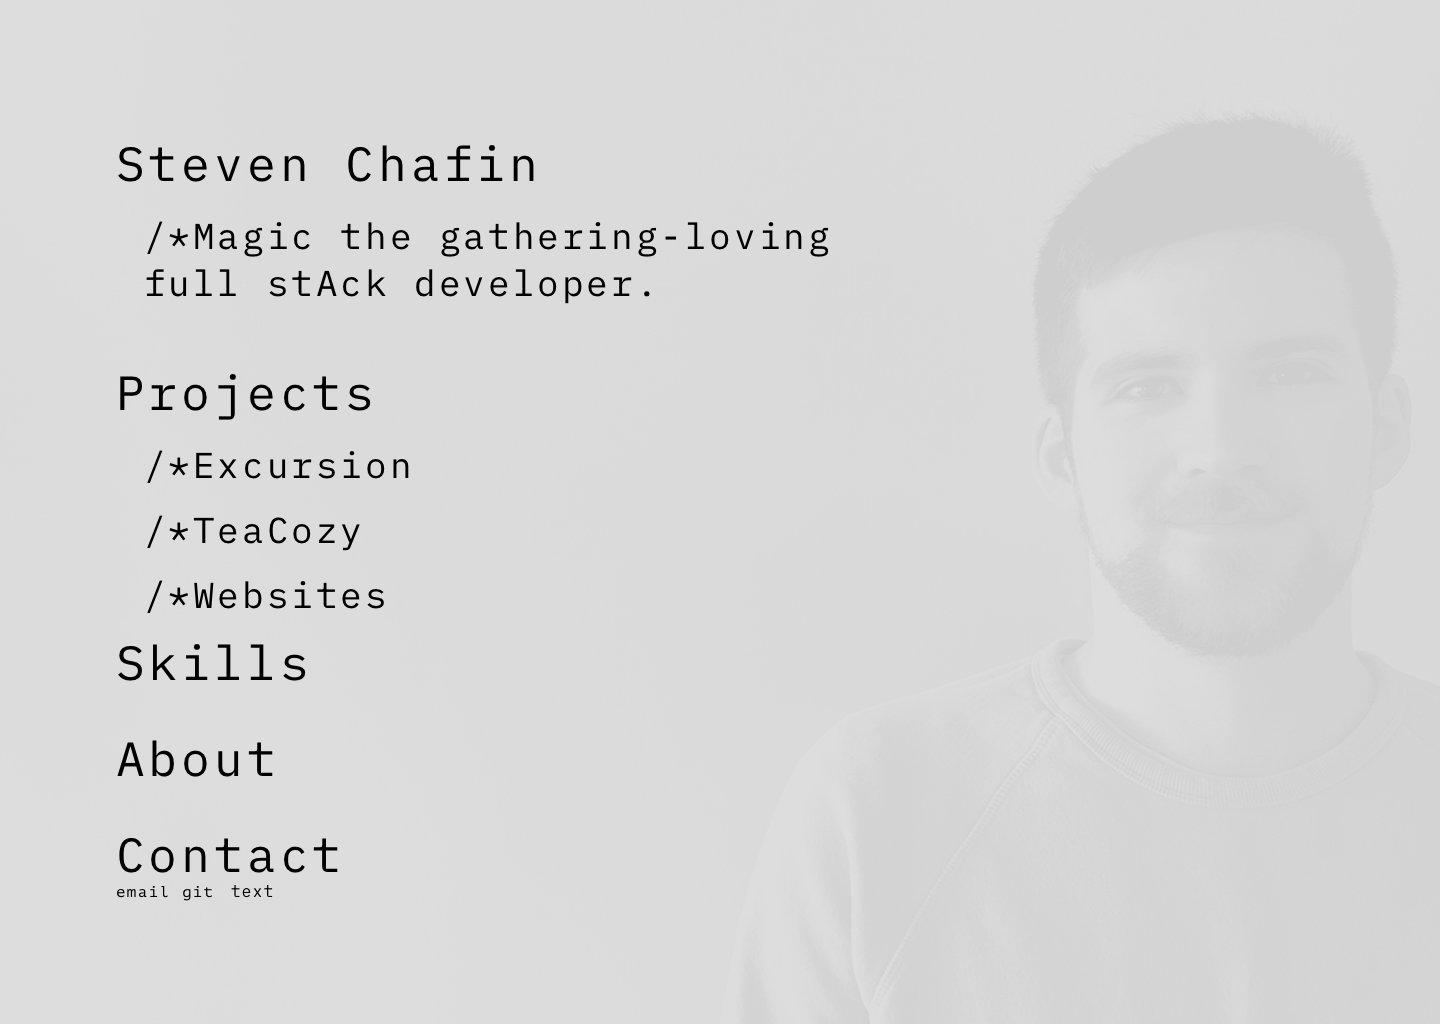 Steven Chafin
/*Magic the gathering-loving
full stAck developer.
Projects
/*Excursion
/*TeaCozy
/*Websites
Skills
About
Contact
email git text